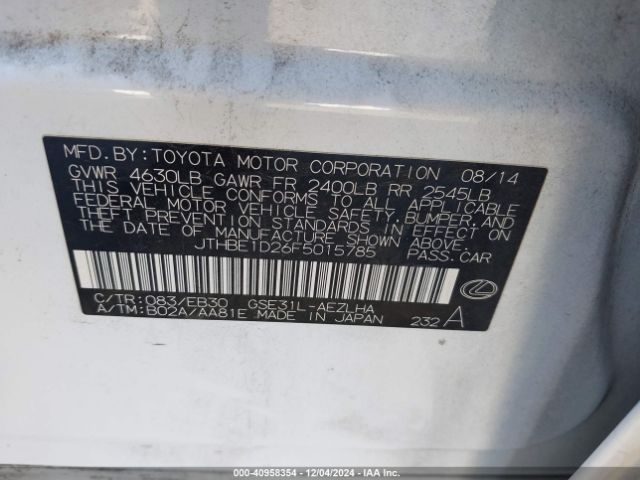 MFD.BY:TOYOTA MOTOR CORPORATION 08/14
GVWR 4630LB GAWR FR 2400LB RR 2545LB
THIS VEHICLE CONFORMS TO ALL APPLICABLE
FEDERAL MOTOR VEHICLE SAFETY, BUMPER, AND
THEFT PREVENTION STANDARDS IN EFFECT ON
THE DATE OF MANUFACTURE SHOWN ABOVE.
JTHBE1D26F5015785 PASS.CAR
C/TR:083/EB30 GSE31L-AEZLHA
A/TM:B02A/AA81E MADE IN JAPAN 232 A
000-40958354 | 12/04/2024 | IAA Inc.